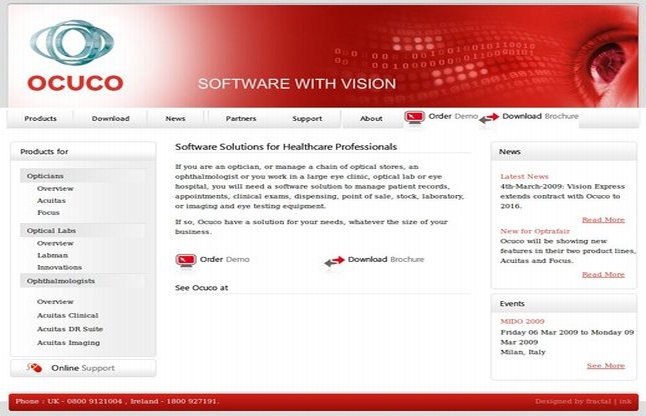 OCUCO
SOFTWARE WITH VISION
Products
Download
News
Partners
Support
About
Order Demo
Download Brochure
Products for
Opticians
Overview
Acuitas
Focus
Optical Labs
Overview
Labman
Innovations
Ophthalmologists
Overview
Acuitas Clinical
Acuitas DR Suite
Acuitas Imaging
Online Support
Software Solutions for Healthcare Professionals
If you are an optician, or manage a chain of optical stores, an
ophthalmologist or you work in a large eye clinic, optical lab or eye
hospital, you will need a software solution to manage patient records,
appointments, clinical exams, dispensing, point of sale, stock, laboratory,
or imaging and eye testing equipment.
If so, Ocuco have a solution for your needs, whatever the size of your
business.
Order Demo
Download Brochure
See Ocuco at
News
Latest News
4th-March-2009: Vision Express
extends contract with Ocuco to
2016.
Read More
New for Optrafair
Ocuco will be showing new
features in their two product lines,
Acuitas and Focus.
Read More
Events
MIDO 2009
Friday 06 Mar 2009 to Monday 09
Mar 2009
Milan, Italy
See More
Phone : UK - 0800 9121004 , Ireland - 1800 927191.
Designed by fractal | ink